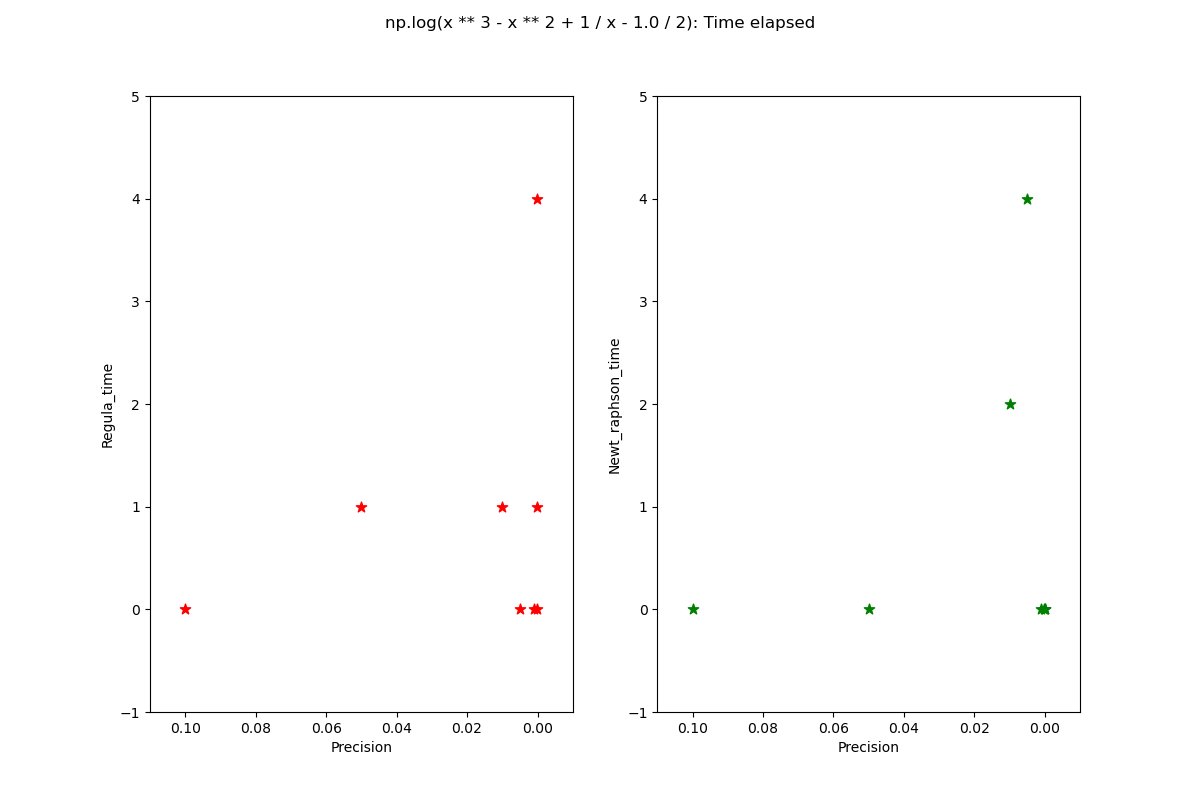 np.log(x ** 3 - x ** 2 + 1 / x - 1.0 / 2): Time elapsed
5
4
3
2
1
0
−1
Regula_time
0.10 0.08 0.06 0.04 0.02 0.00
Precision
5
4
3
2
1
0
−1
Newt_raphson_time
0.10 0.08 0.06 0.04 0.02 0.00
Precision